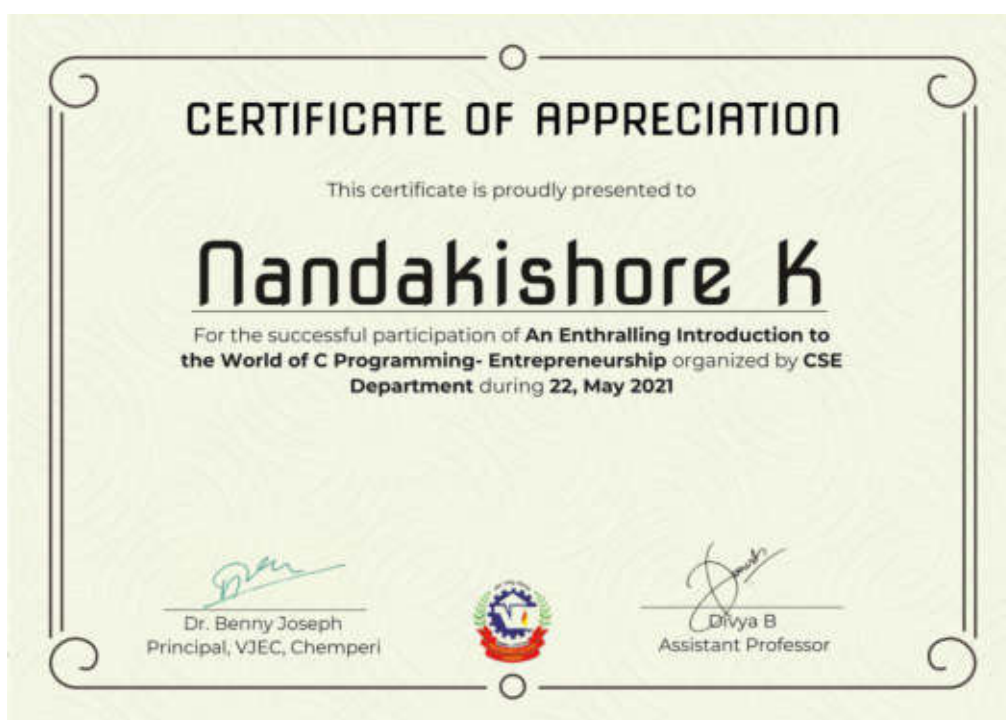 CERTIFICATE OF APPRECIATION
This certificate is proudly presented to
Nandakishore K
For the successful participation of An Enthralling Introduction to
the World of C Programming- Entrepreneurship organized by CSE
Department during 22, May 2021
Dr. Benny Joseph
Principal, VJEC, Chemperi
Divya B
Assistant Professor